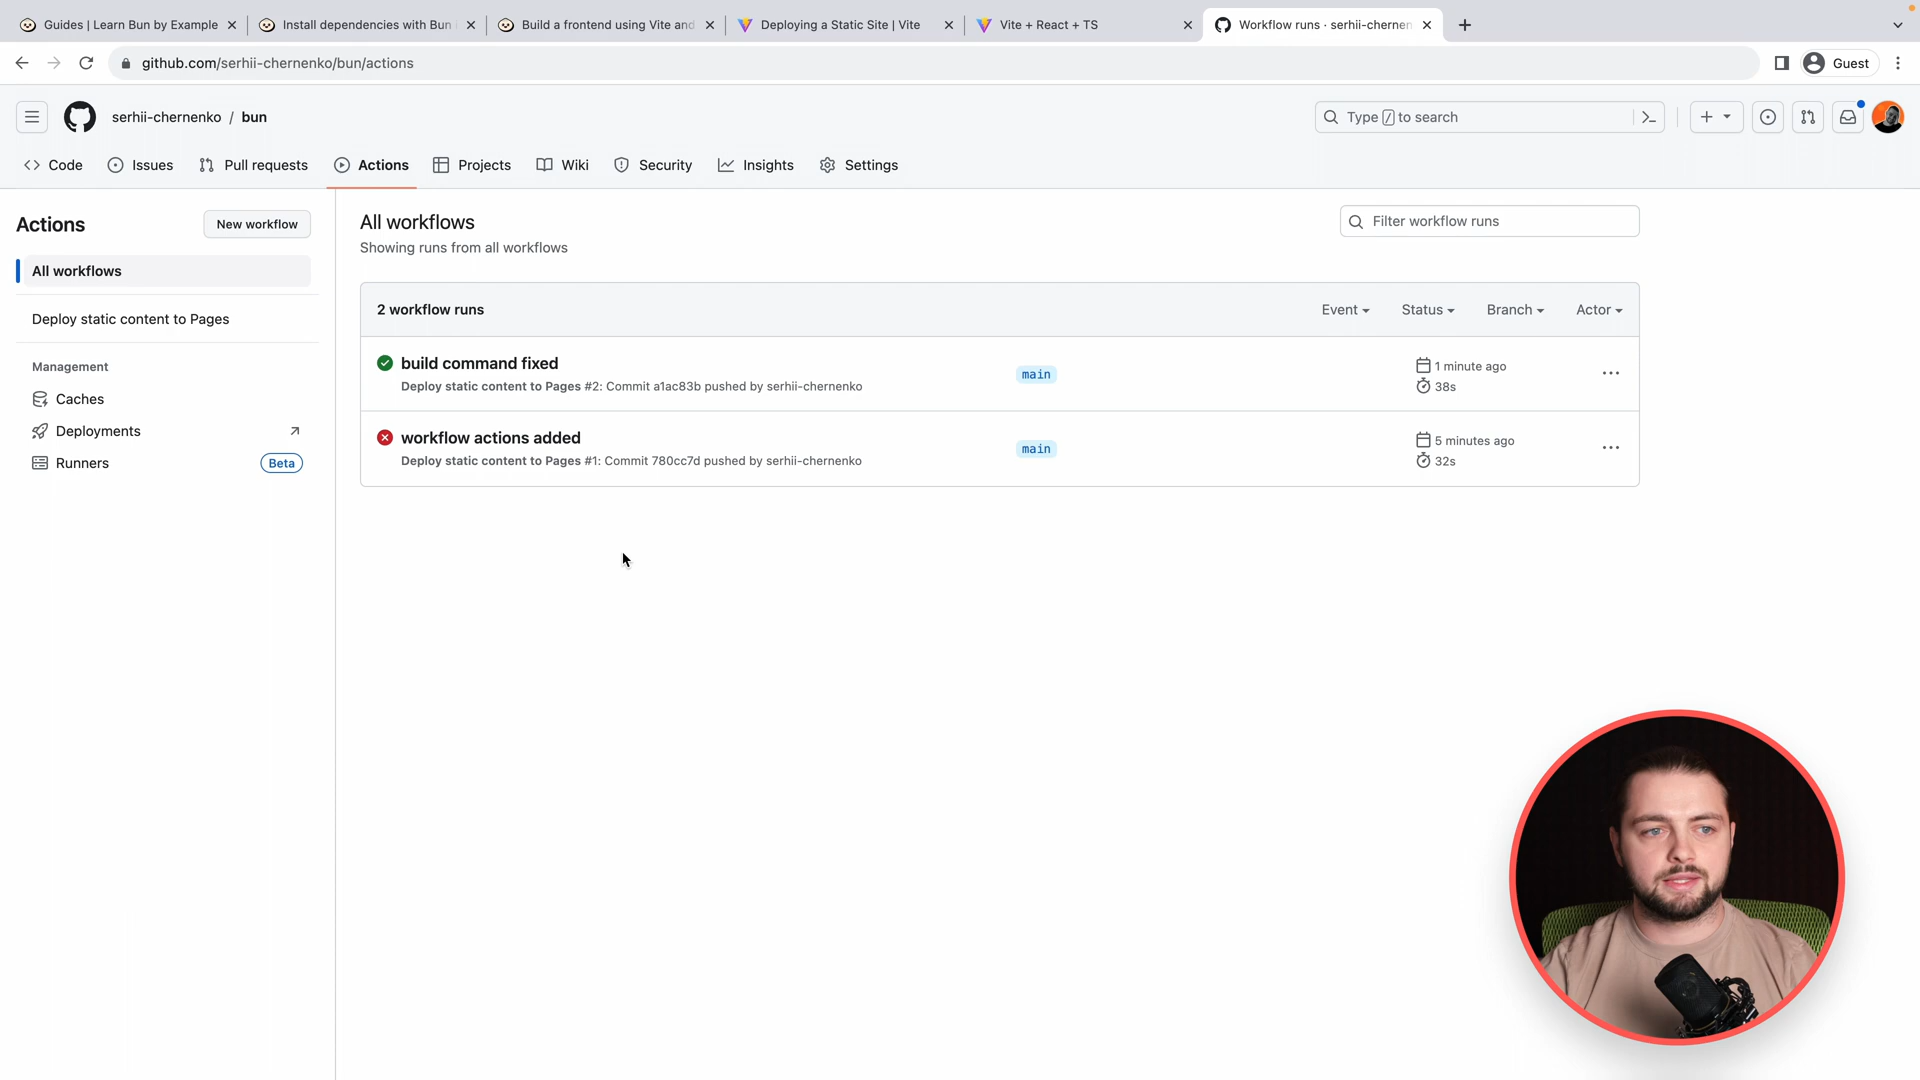 Guides | Learn Bun by Example
Install dependencies with Bun
Build a frontend using Vite and
Deploying a Static Site | Vite
Vite + React + TS
Workflow runs · serhii-chernen
github.com/serhii-chernenko/bun/actions
Guest
serhii-chernenko / bun
Type / to search
Code
Issues
Pull requests
Actions
Projects
Wiki
Security
Insights
Settings
Actions
New workflow
All workflows
Deploy static content to Pages
Management
Caches
Deployments
Runners
Beta
All workflows
Showing runs from all workflows
Filter workflow runs
2 workflow runs
Event
Status
Branch
Actor
build command fixed
Deploy static content to Pages #2: Commit a1ac83b pushed by serhii-chernenko
main
1 minute ago
38s
workflow actions added
Deploy static content to Pages #1: Commit 780cc7d pushed by serhii-chernenko
main
5 minutes ago
32s